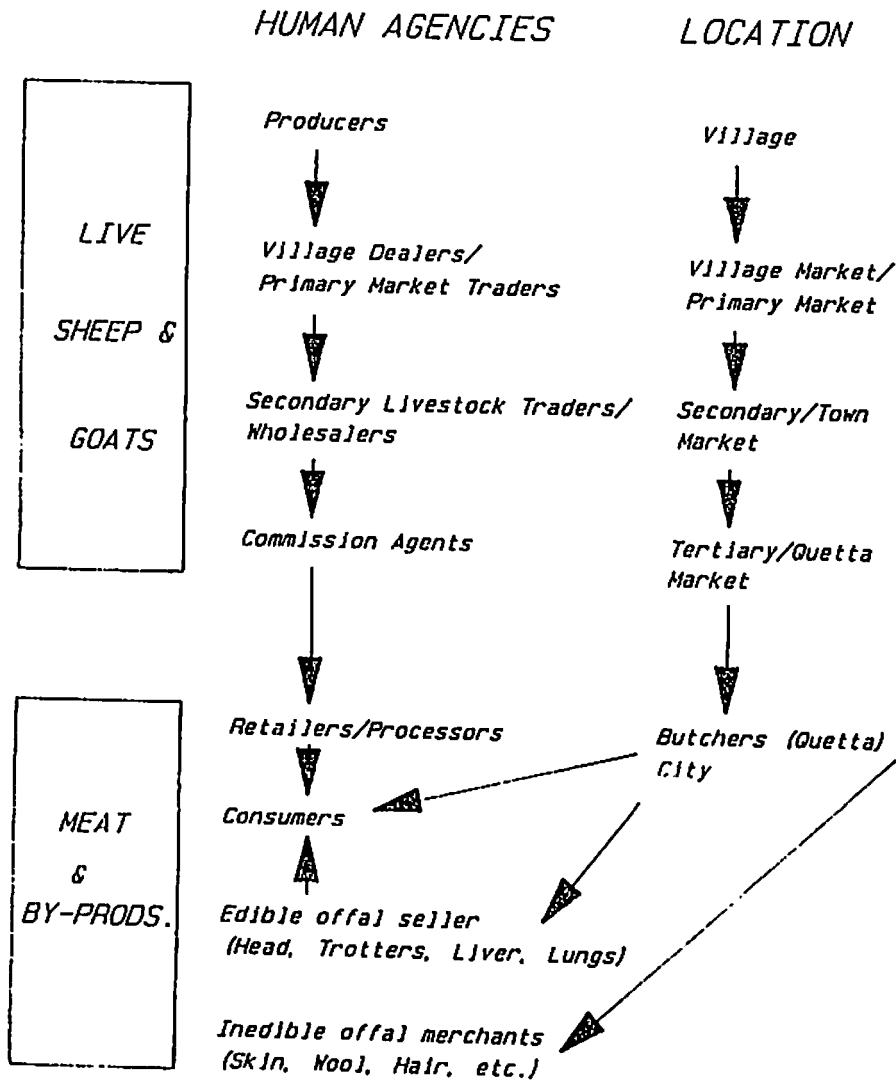 HUMAN AGENCIES
LOCATION
LIVE
SHEEP &
GOATS
Producers
Village
Village Dealers/
Primary Market Traders
Village Market/
Primary Market
Secondary Livestock Traders/
Wholesalers
Secondary/Town
Market
Commission Agents
Tertiary/Quetta
Market
MEAT
&
BY-PRODS.
Retailers/Processors
Butchers (Quetta)
City
Consumers
Edible offal seller
(Head, Trotters, Liver, Lungs)
Inedible offal merchants
(Skin, Wool, Hair, etc.)